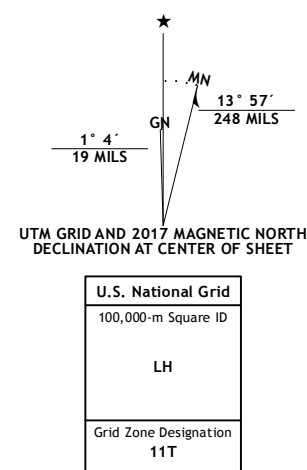 MN
GN
13° 57´
248 MILS
1° 4´
19 MILS
UTM GRID AND 2017 MAGNETIC NORTH
DECLINATION AT CENTER OF SHEET
U.S. National Grid
100,000-m Square ID
LH
Grid Zone Designation
11T